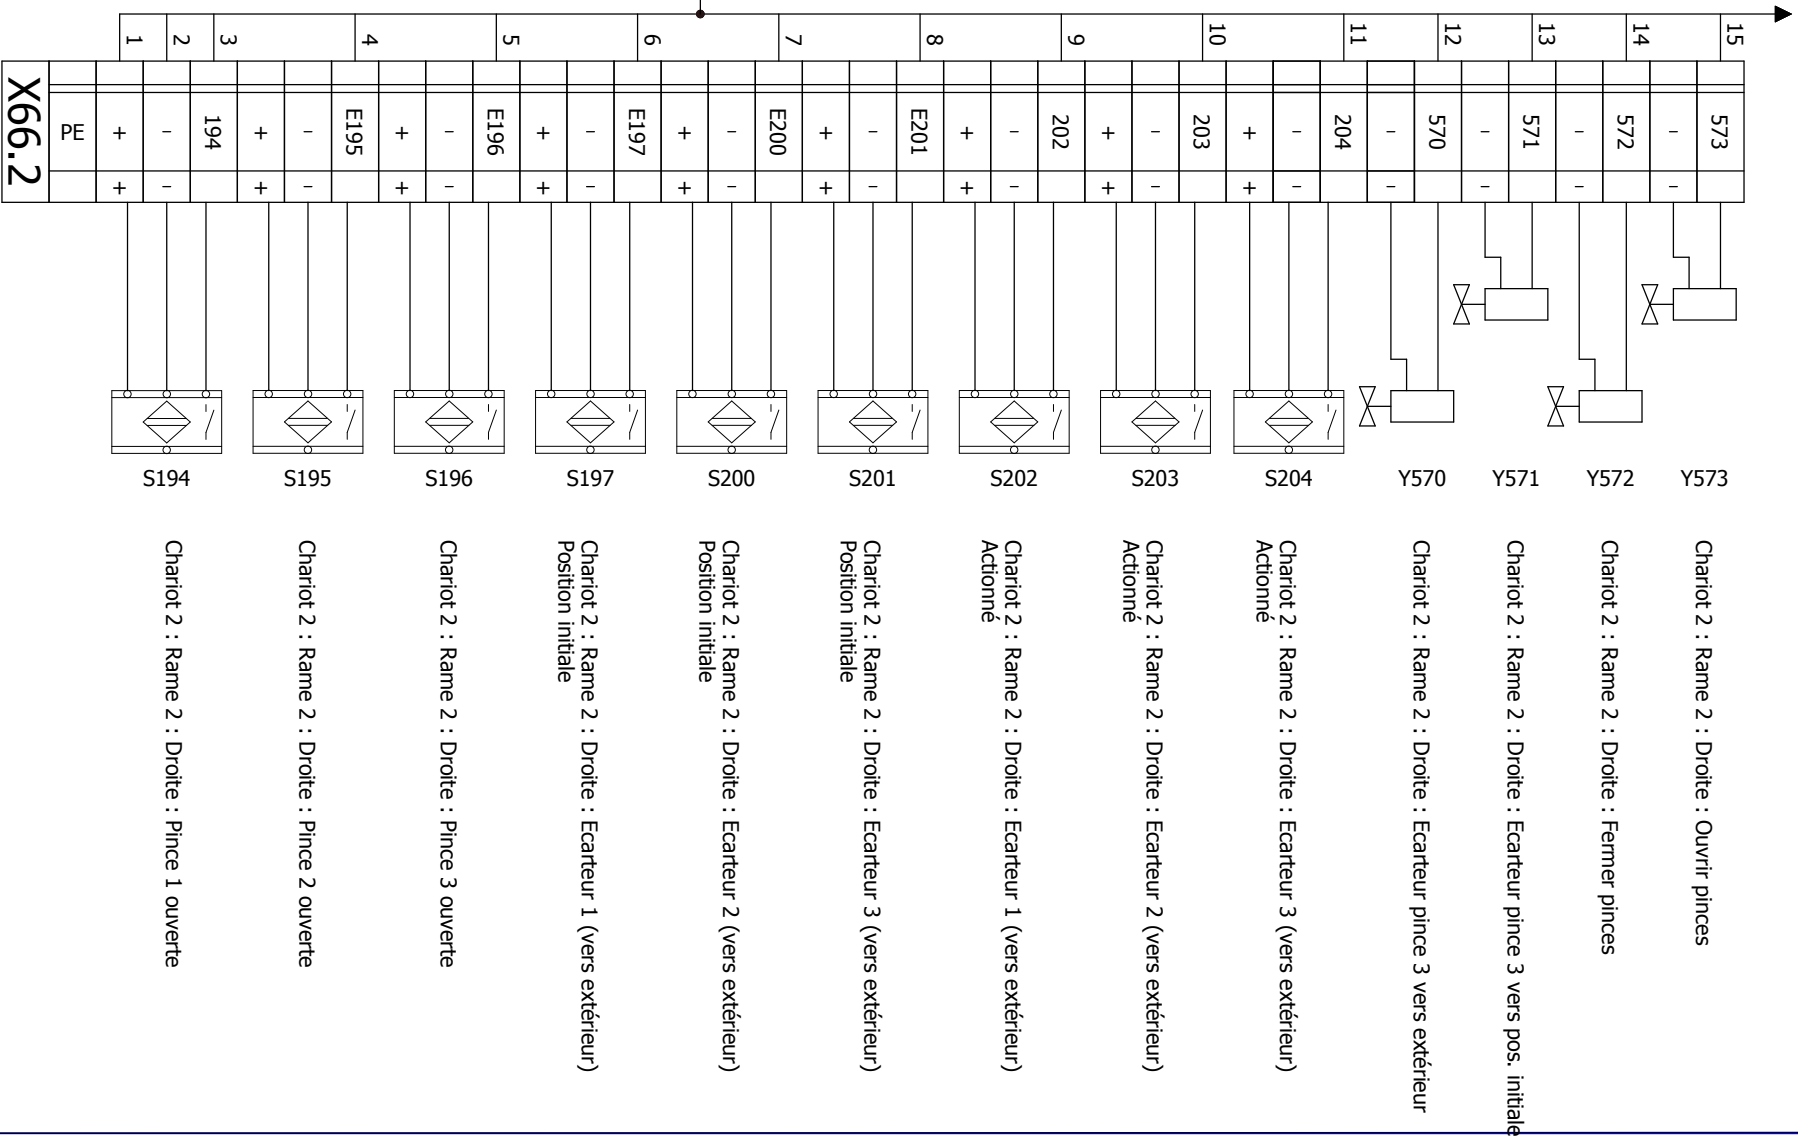 1
2
3
4
5
6
7
8
9
10
11
12
13
14
15
X66.2
PE
+
-
194
+
-
E195
+
-
E196
+
-
E197
+
-
E200
+
-
E201
+
-
202
+
-
203
+
-
204
-
570
-
571
-
572
-
573
+
-
+
-
+
-
+
-
+
-
+
-
+
-
+
-
+
-
-
-
-
-
S194
S195
S196
S197
S200
S201
S202
S203
S204
Y570
Y571
Y572
Y573
Chariot 2 : Rame 2 : Droite : Pince 1 ouverte
Chariot 2 : Rame 2 : Droite : Pince 2 ouverte
Chariot 2 : Rame 2 : Droite : Pince 3 ouverte
Chariot 2 : Rame 2 : Droite : Ecarteur 1 (vers extérieur)
Position initiale
Chariot 2 : Rame 2 : Droite : Ecarteur 2 (vers extérieur)
Position initiale
Chariot 2 : Rame 2 : Droite : Ecarteur 3 (vers extérieur)
Position initiale
Chariot 2 : Rame 2 : Droite : Ecarteur 1 (vers extérieur)
Actionné
Chariot 2 : Rame 2 : Droite : Ecarteur 2 (vers extérieur)
Actionné
Chariot 2 : Rame 2 : Droite : Ecarteur 3 (vers extérieur)
Actionné
Chariot 2 : Rame 2 : Droite : Ecarteur pince 3 vers extérieur
Chariot 2 : Rame 2 : Droite : Ecarteur pince 3 vers pos. initiale
Chariot 2 : Rame 2 : Droite : Fermer pinces
Chariot 2 : Rame 2 : Droite : Ouvrir pinces